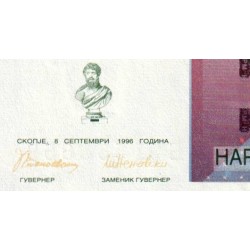 СКОПЈЕ, 8 СЕПТЕМВРИ 1996 ГОДИНА
ГУВЕРНЕР ЗАМЕНИК ГУВЕРНЕР
НАР